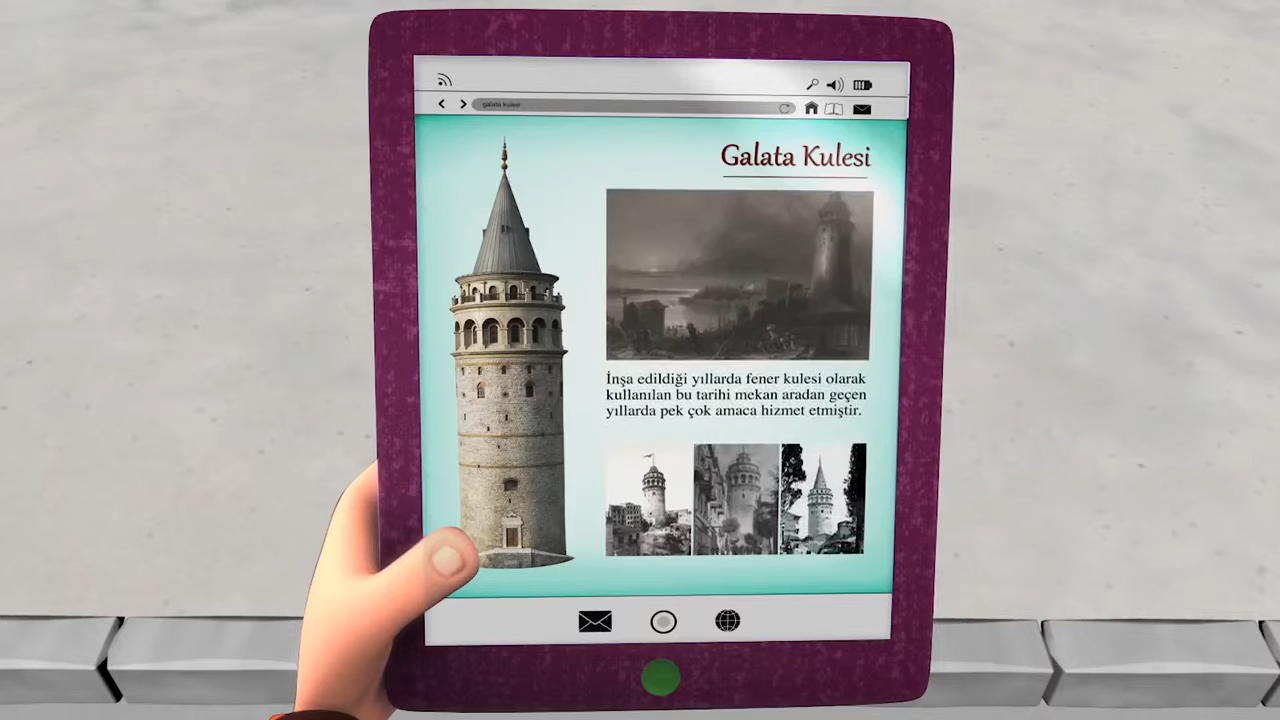 galata kulesi
Galata Kulesi
İnşa edildiği yıllarda fener kulesi olarak
kullanılan bu tarihi mekan aradan geçen
yıllarda pek çok amaca hizmet etmiştir.